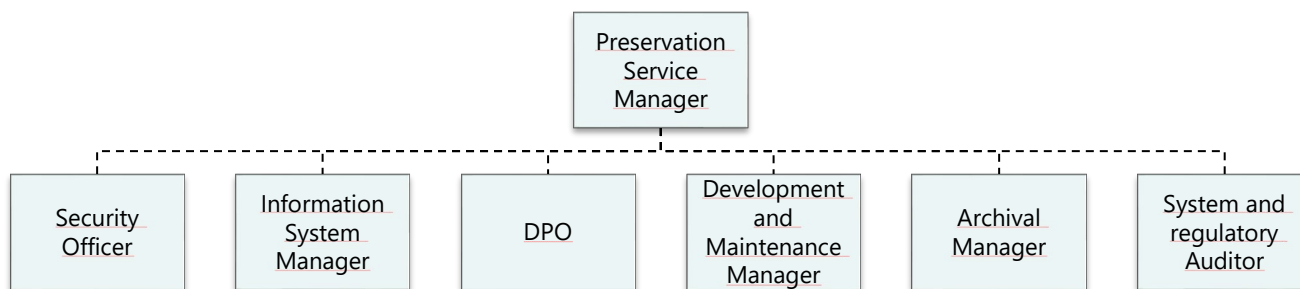 Preservation
Service
Manager
Security
Officer
Information
System
Manager
DPO
Development
and
Maintenance
Manager
Archival
Manager
System and
regulatory
Auditor